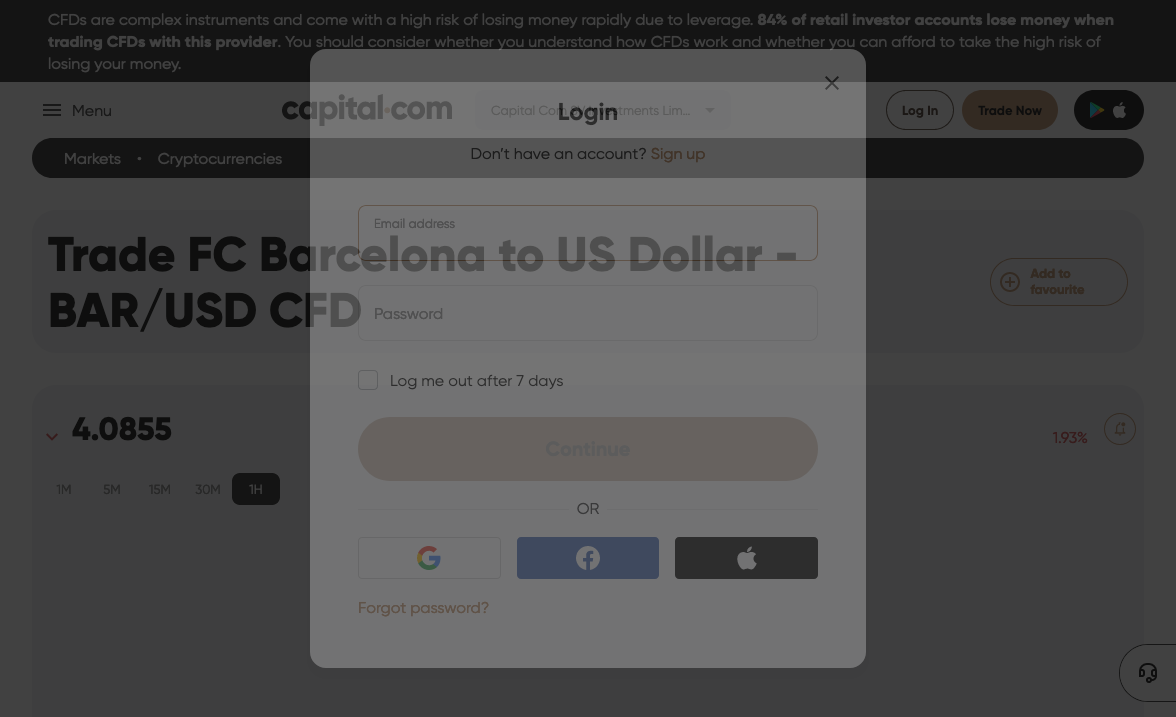 CFDs are complex instruments and come with a high risk of losing money rapidly due to leverage. 84% of retail investor accounts lose money when
trading CFDs with this provider. You should consider whether you understand how CFDs work and whether you can afford to take the high risk of
losing your money.
Menu
capital.com
Capital Com
tments Lim...
Log In
Trade Now
Login
Markets
Cryptocurrencies
Don't have an account? Sign up
Email address
Trade FC Barcelona to US Dollar -
BAR/USD CFD
Add to
favourite
Password
Log me out after 7 days
4.0855
1.93%
Continue
1M
5M
15M
30M
1H
OR
Forgot password?